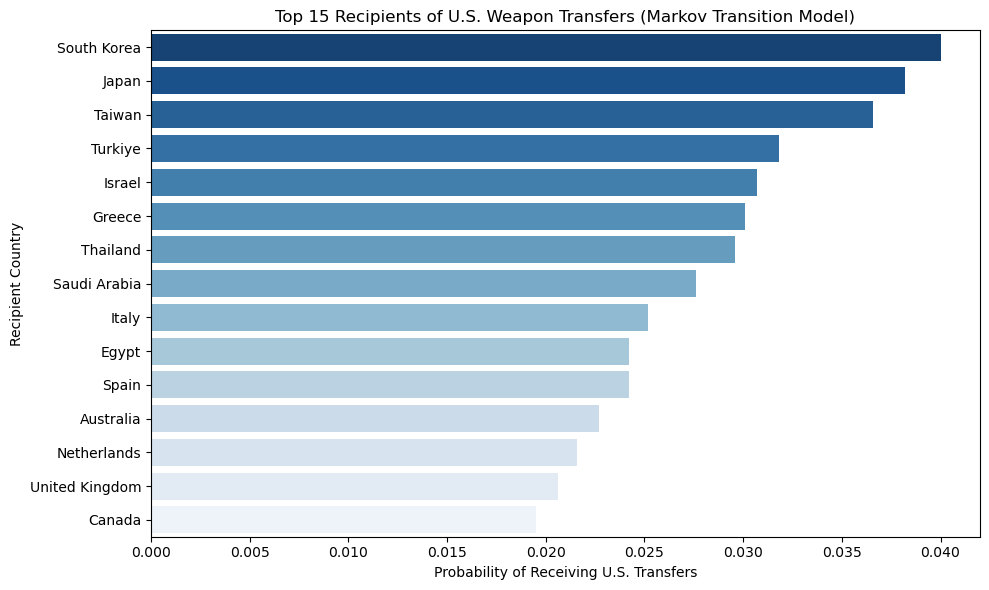 Top 15 Recipients of U.S. Weapon Transfers (Markov Transition Model)
Recipient Country
South Korea
Japan
Taiwan
Turkiye
Israel
Greece
Thailand
Saudi Arabia
Italy
Egypt
Spain
Australia
Netherlands
United Kingdom
Canada
0.000 0.005 0.010 0.015 0.020 0.025 0.030 0.035 0.040
Probability of Receiving U.S. Transfers